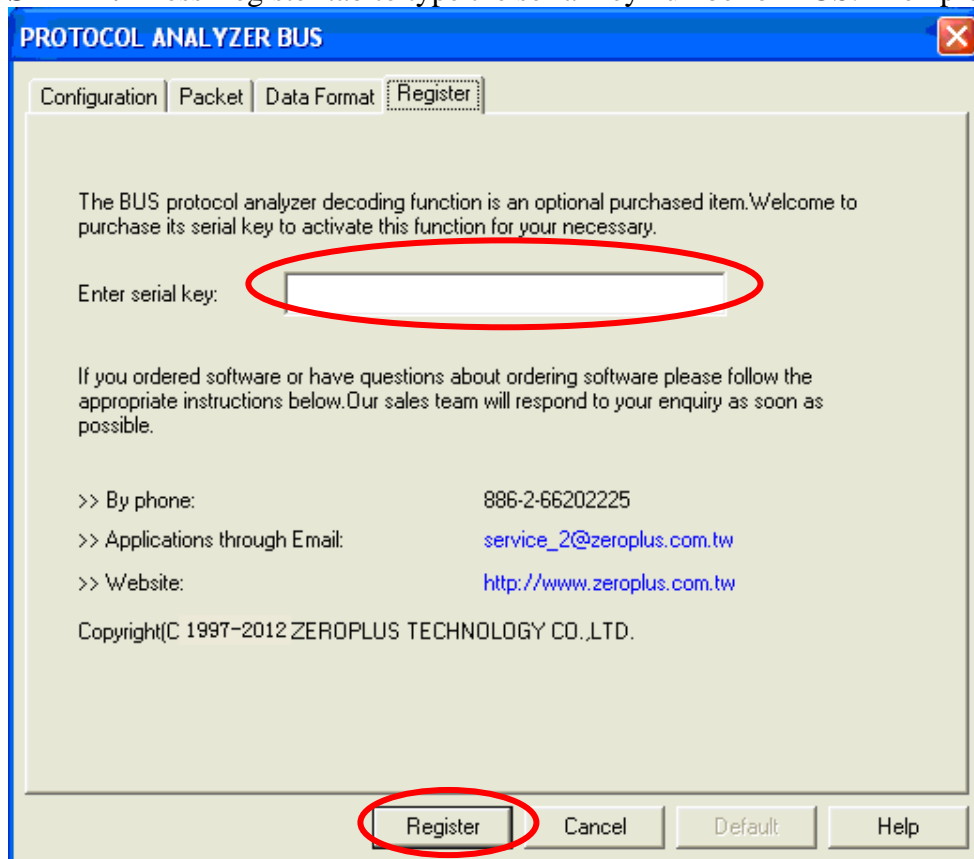 PROTOCOL ANALYZER BUS
Configuration Packet Data Format Register
The BUS protocol analyzer decoding function is an optional purchased item.Welcome to
purchase its serial key to activate this function for your necessary.
Enter serial key:
If you ordered software or have questions about ordering software please follow the
appropriate instructions below.Our sales team will respond to your enquiry as soon as
possible.
>> By phone: 886-2-66202225
>> Applications through Email: service_2@zeroplus.com.tw
>> Website: http://www.zeroplus.com.tw
Copyright(C 1997-2012 ZEROPLUS TECHNOLOGY CO.,LTD.
Register Cancel Default Help